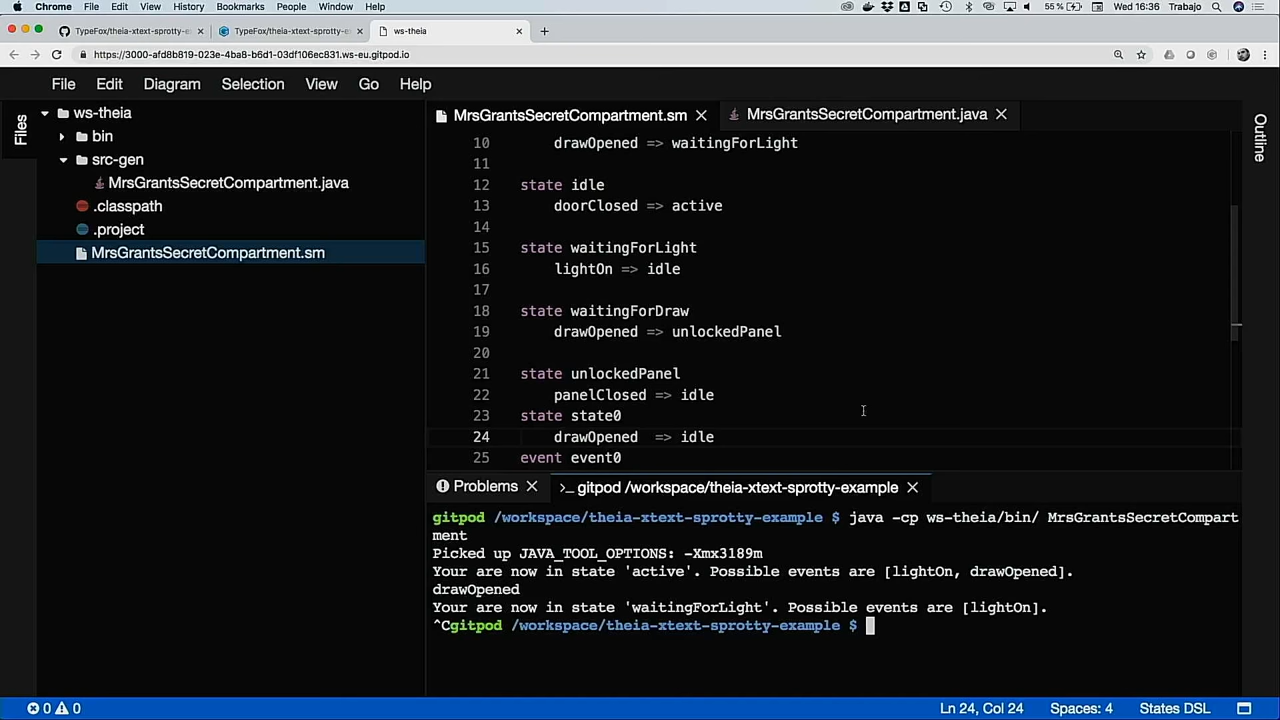 Chrome File Edit View History Bookmarks People Window Help 55 % Wed 16:36 Trabajo
TypeFox/theia-xtext-sprotty-e TypeFox/theia-xtext-sprotty-e ws-theia
https://3000-afd8b819-023e-4ba8-b6d1-03df106ec831.ws-eu.gitpod.io
File Edit Diagram Selection View Go Help
Files
ws-theia
bin
src-gen
MrsGrantsSecretCompartment.java
.classpath
.project
MrsGrantsSecretCompartment.sm
MrsGrantsSecretCompartment.sm MrsGrantsSecretCompartment.java
Outline
10 drawOpened => waitingForLight
11
12 state idle
13 doorClosed => active
14
15 state waitingForLight
16 lightOn => idle
17
18 state waitingForDraw
19 drawOpened => unlockedPanel
20
21 state unlockedPanel
22 panelClosed => idle
23 state state0
24 drawOpened  => idle
25 event event0
Problems >_ gitpod /workspace/theia-xtext-sprotty-example
gitpod /workspace/theia-xtext-sprotty-example $ java -cp ws-theia/bin/ MrsGrantsSecretCompart
ment
Picked up JAVA_TOOL_OPTIONS: -Xmx3189m
Your are now in state 'active'. Possible events are [lightOn, drawOpened].
drawOpened
Your are now in state 'waitingForLight'. Possible events are [lightOn].
^Cgitpod /workspace/theia-xtext-sprotty-example $
0 0 Ln 24, Col 24 Spaces: 4 States DSL